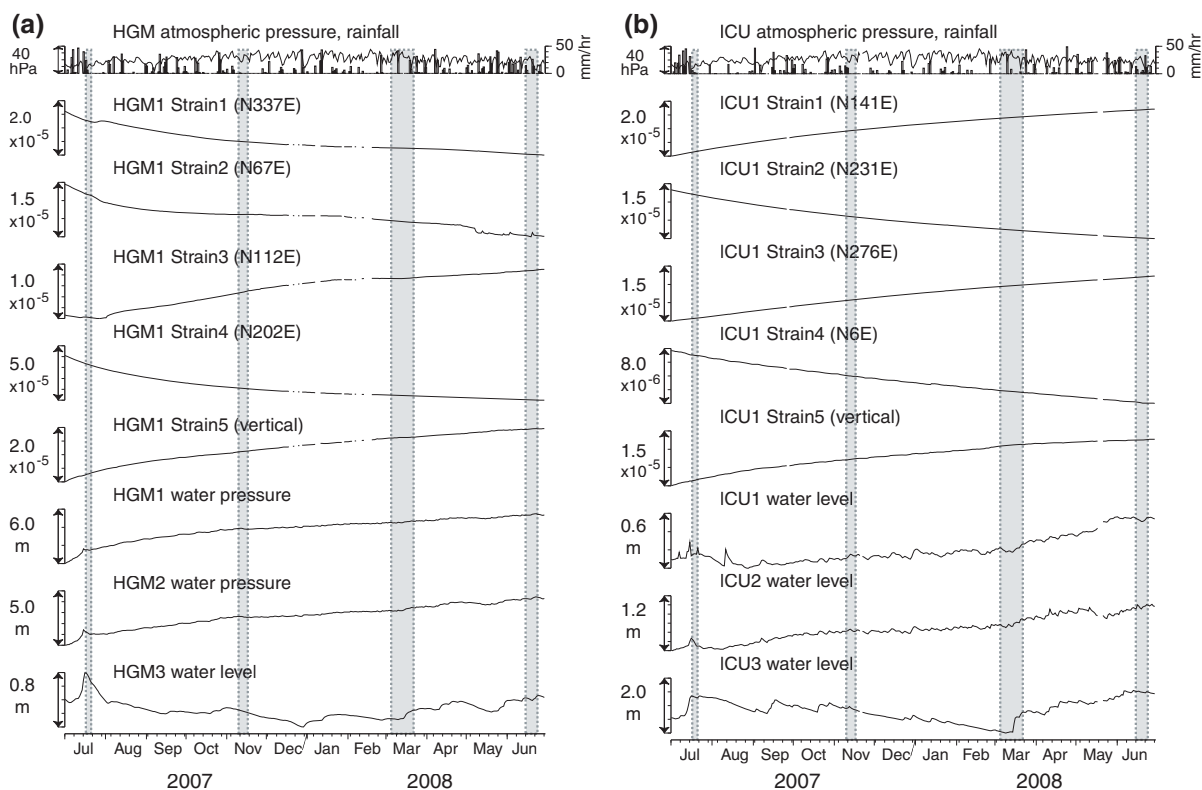 (a)
HGM atmospheric pressure, rainfall
40
hPa
50
0
mm/hr
HGM1 Strain1 (N337E)
2.0
x10-5
HGM1 Strain2 (N67E)
1.5
x10-5
HGM1 Strain3 (N112E)
1.0
x10-5
HGM1 Strain4 (N202E)
5.0
x10-5
HGM1 Strain5 (vertical)
2.0
x10-5
HGM1 water pressure
6.0
m
HGM2 water pressure
5.0
m
HGM3 water level
0.8
m
Jul Aug Sep Oct Nov Dec Jan Feb Mar Apr May Jun
2007 2008
(b)
ICU atmospheric pressure, rainfall
40
hPa
50
0
mm/hr
ICU1 Strain1 (N141E)
2.0
x10-5
ICU1 Strain2 (N231E)
1.5
x10-5
ICU1 Strain3 (N276E)
1.5
x10-5
ICU1 Strain4 (N6E)
8.0
x10-6
ICU1 Strain5 (vertical)
1.5
x10-5
ICU1 water level
0.6
m
ICU2 water level
1.2
m
ICU3 water level
2.0
m
Jul Aug Sep Oct Nov Dec Jan Feb Mar Apr May Jun
2007 2008